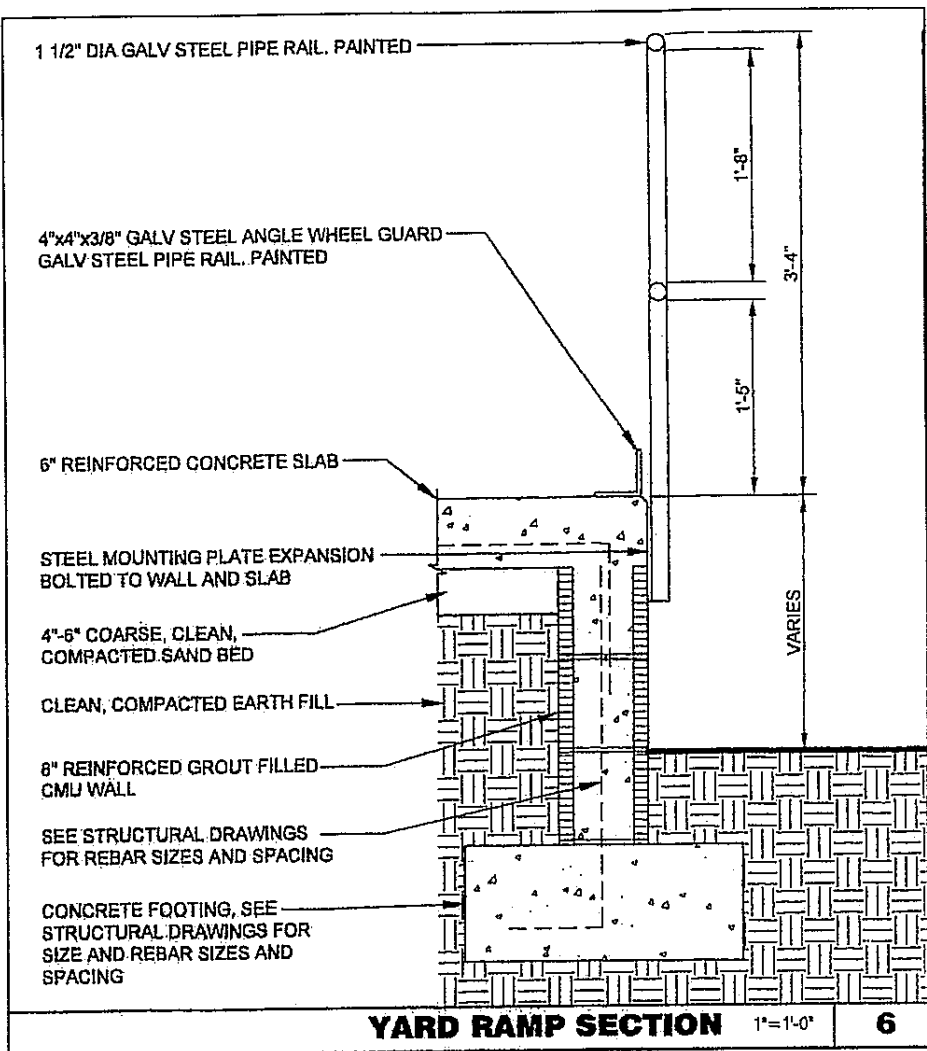 1 1/2" DIA GALV STEEL PIPE RAIL. PAINTED
1'-8"
3'-4"
4"x4"x3/8" GALV STEEL ANGLE WHEEL GUARD
GALV STEEL PIPE RAIL. PAINTED
1'-5"
6" REINFORCED CONCRETE SLAB
STEEL MOUNTING PLATE EXPANSION
BOLTED TO WALL AND SLAB
VARIES
4"-6" COARSE, CLEAN,
COMPACTED SAND BED
CLEAN, COMPACTED EARTH FILL
8" REINFORCED GROUT FILLED
CMU WALL
SEE STRUCTURAL DRAWINGS
FOR REBAR SIZES AND SPACING
CONCRETE FOOTING, SEE
STRUCTURAL DRAWINGS FOR
SIZE AND REBAR SIZES AND
SPACING
YARD RAMP SECTION 1"=1'-0" 6